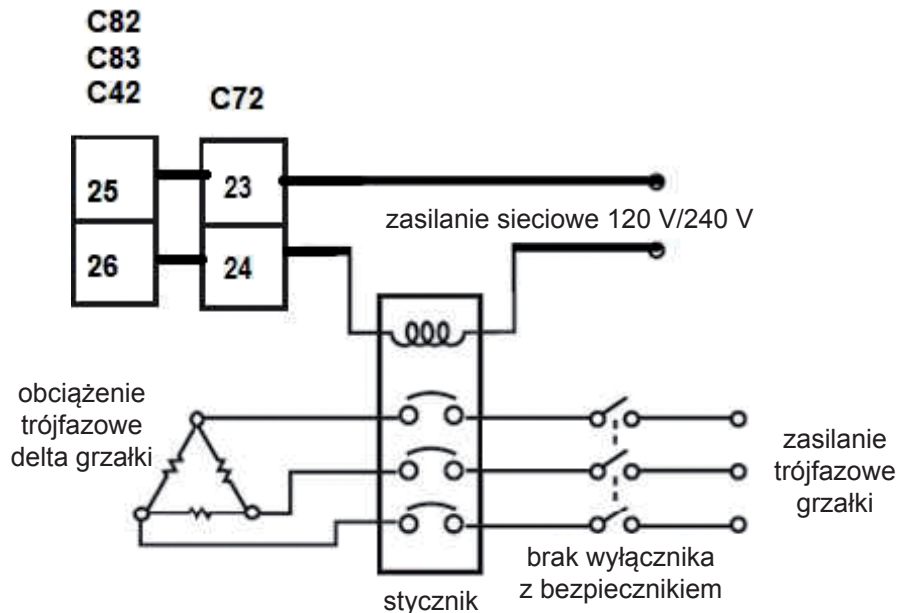 C82
C83
C42
C72
25
23
26
24
zasilanie sieciowe 120 V/240 V
obciążenie
trójfazowe
delta grzałki
zasilanie
trójfazowe
grzałki
brak wyłącznika
z bezpiecznikiem
stycznik